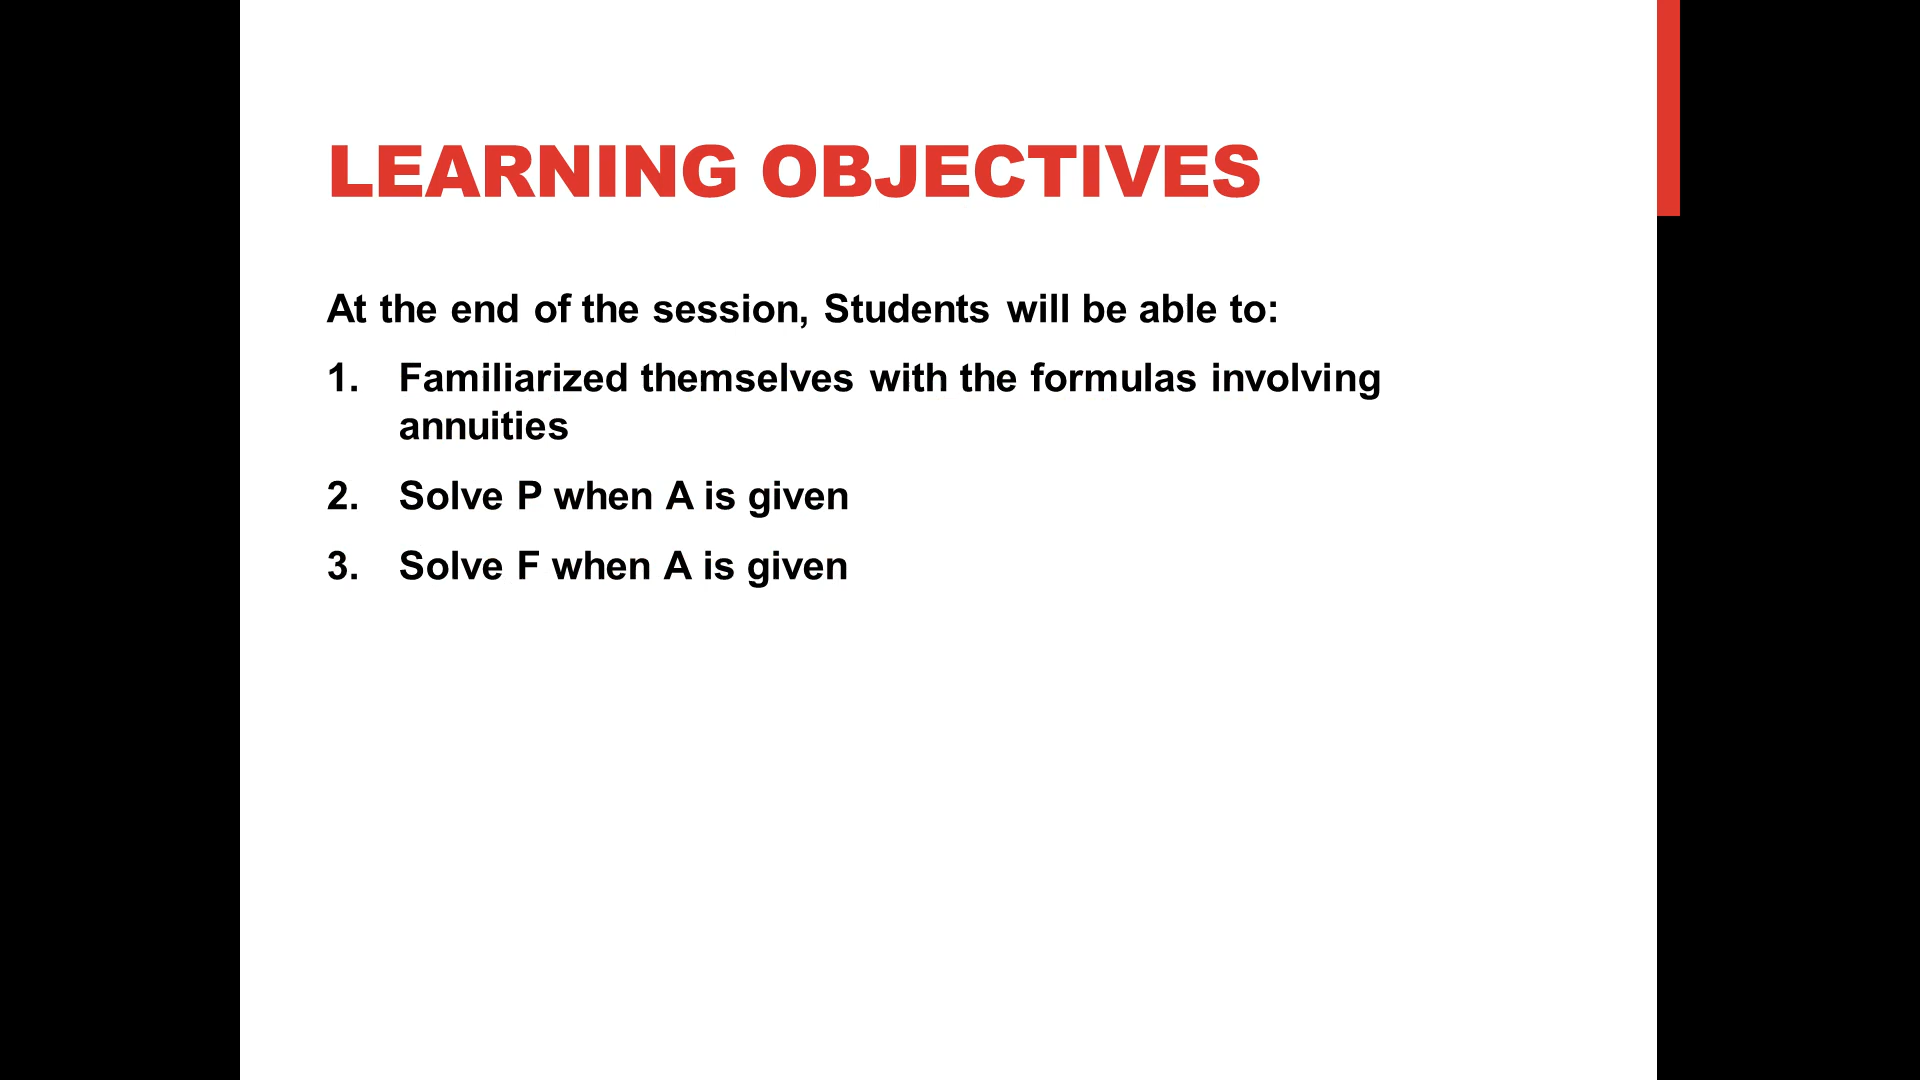 LEARNING OBJECTIVES
At the end of the session, Students will be able to:
1. Familiarized themselves with the formulas involving
annuities
2. Solve P when A is given
3. Solve F when A is given